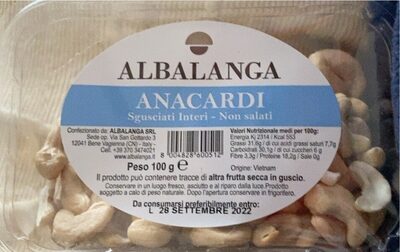 ALBALANGA
ANACARDI
Sgusciati Interi - Non salati
Confezionato da: ALBALANGA SRL
Sede op. Via San Gottardo 3
12041 Bene Vagienna (CN) - Italy -
Cell. +39 370 3474021
www.albalanga.it
8 004828 600312
Valori Nutrizionale medi per 100g:
Energia Kj 2314 / Kcal 553
Grassi 31,6g / di cui acidi grassi saturi 7,7g
Carboidrati 30,1g / di cui zuccheri 6 g
Fibre 3,3g / Proteine 18,2g / Sale 0g
Peso 100 g e
Origine: Vietnam
Il prodotto può contenere tracce di altra frutta secca in guscio.
Conservare in un luogo fresco, asciutto e al riparo dalla luce Prodotto
soggetto a calo di peso naturale. Dopo l'apertura conservare in frigorifero.
Da consumarsi preferibilmente entro:
L 28 SETTEMBRE 2022